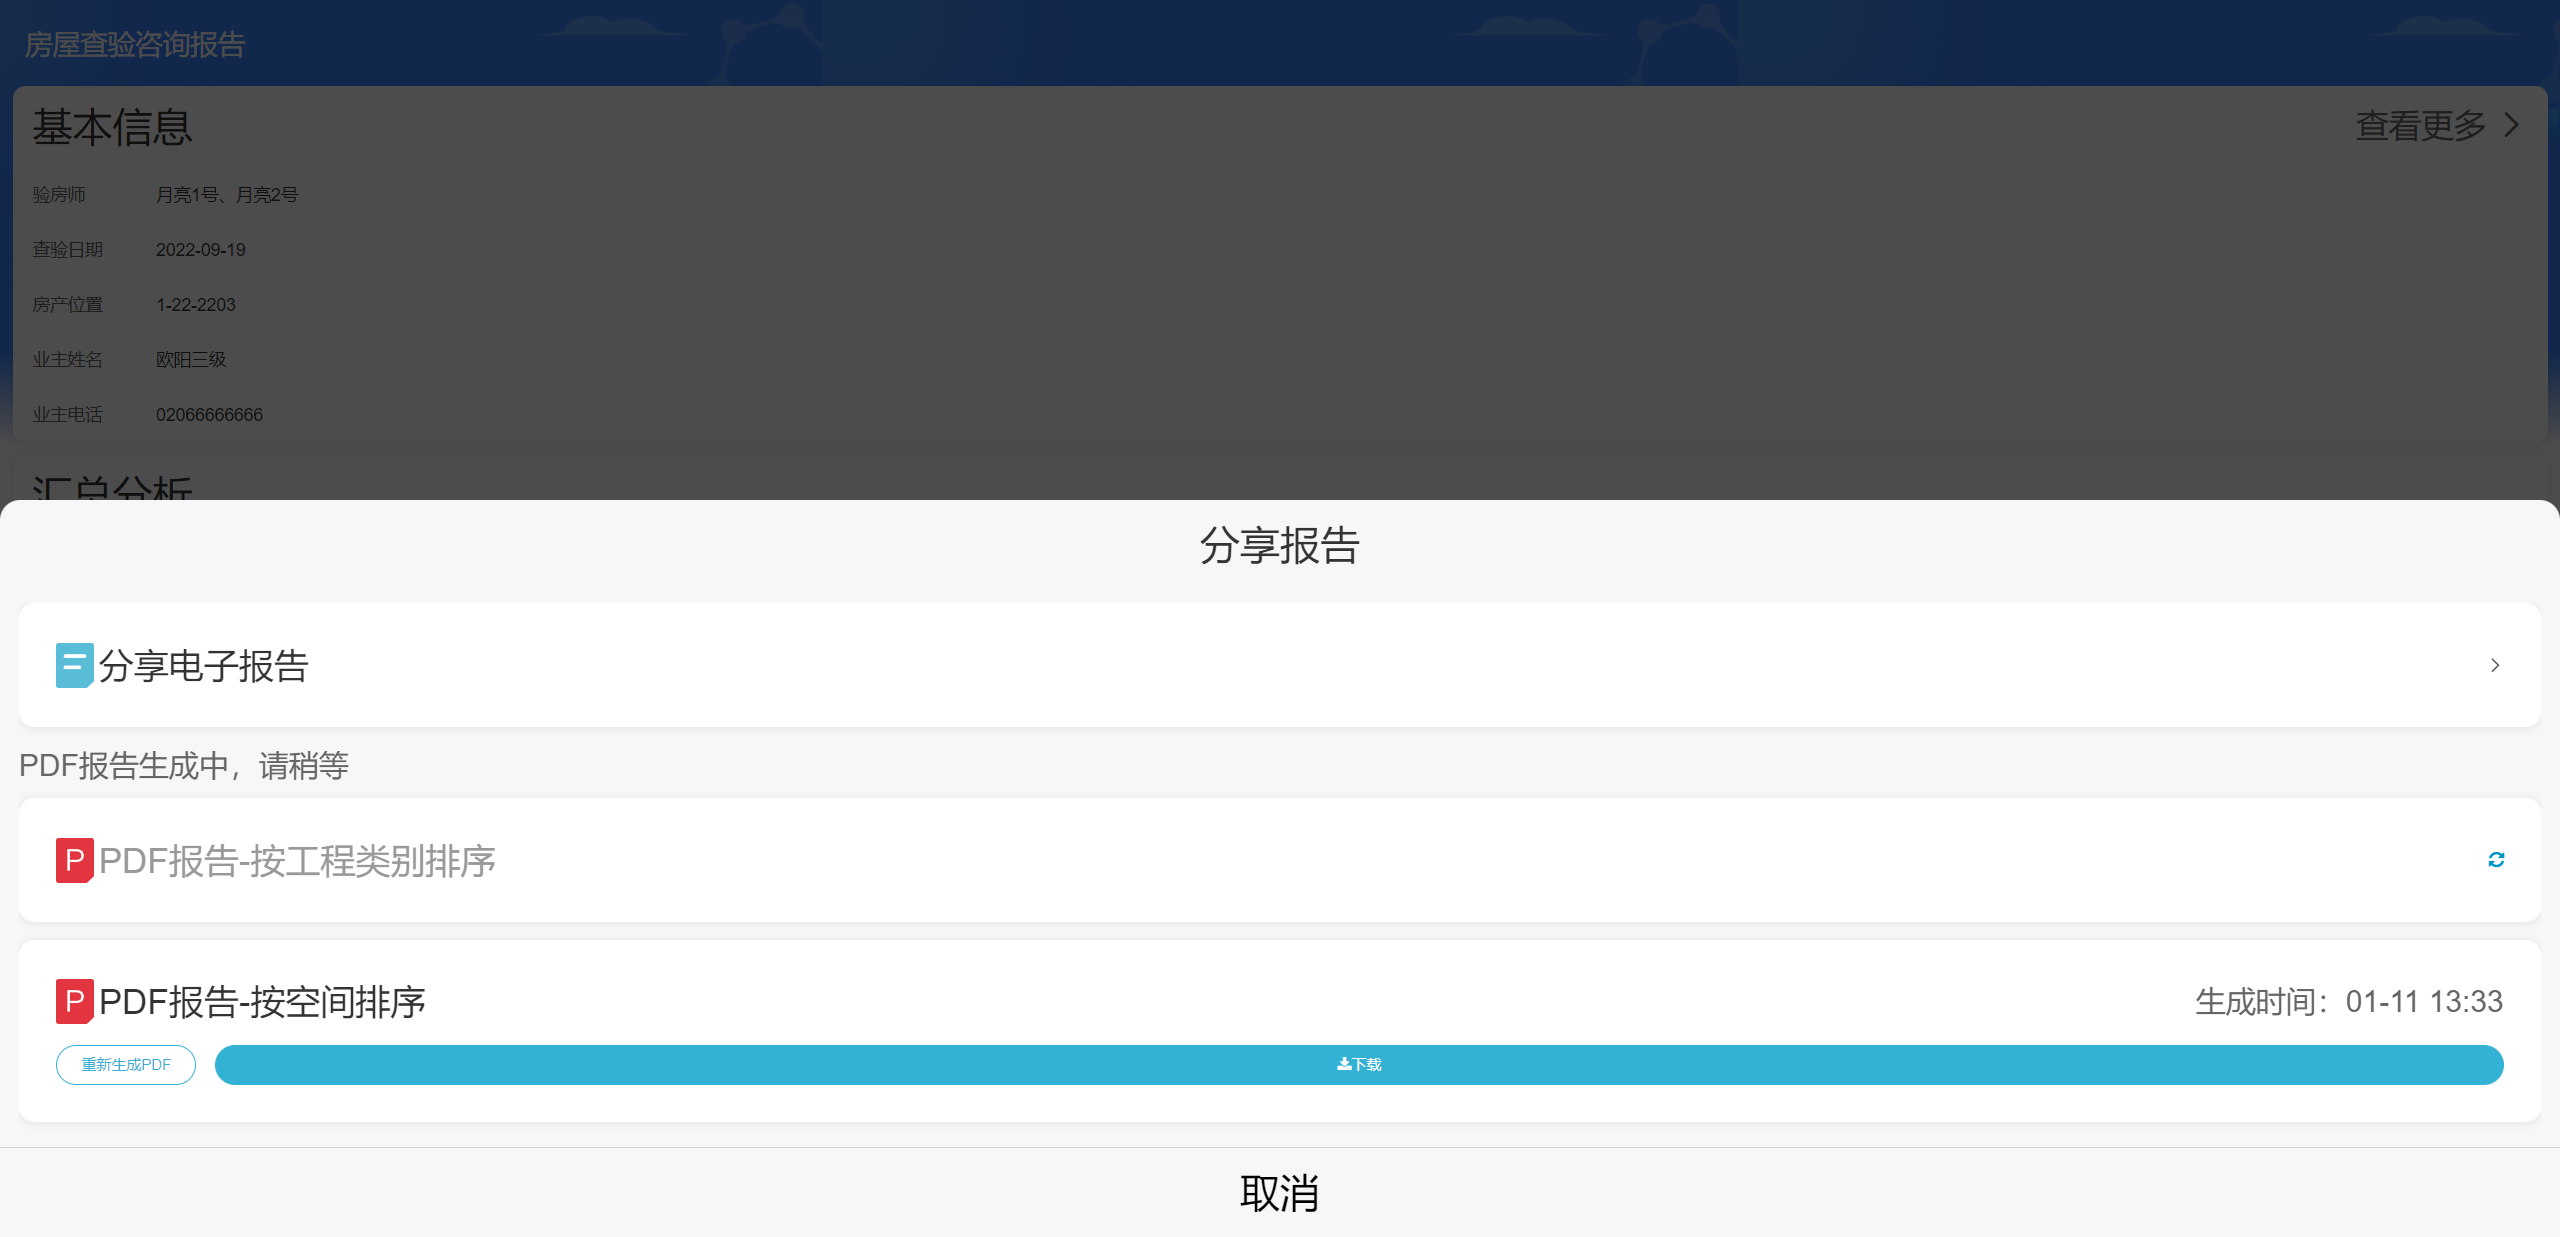 房屋查验咨询报告
基本信息
查看更多
验房师 月亮1号、月亮2号
查验日期 2022-09-19
房产位置 1-22-2203
业主姓名 欧阳三级
业主电话 02066666666
汇总分析
分享报告
分享电子报告
PDF报告生成中，请稍等
P PDF报告-按工程类别排序
P PDF报告-按空间排序
生成时间：01-11 13:33
重新生成PDF
下载
取消